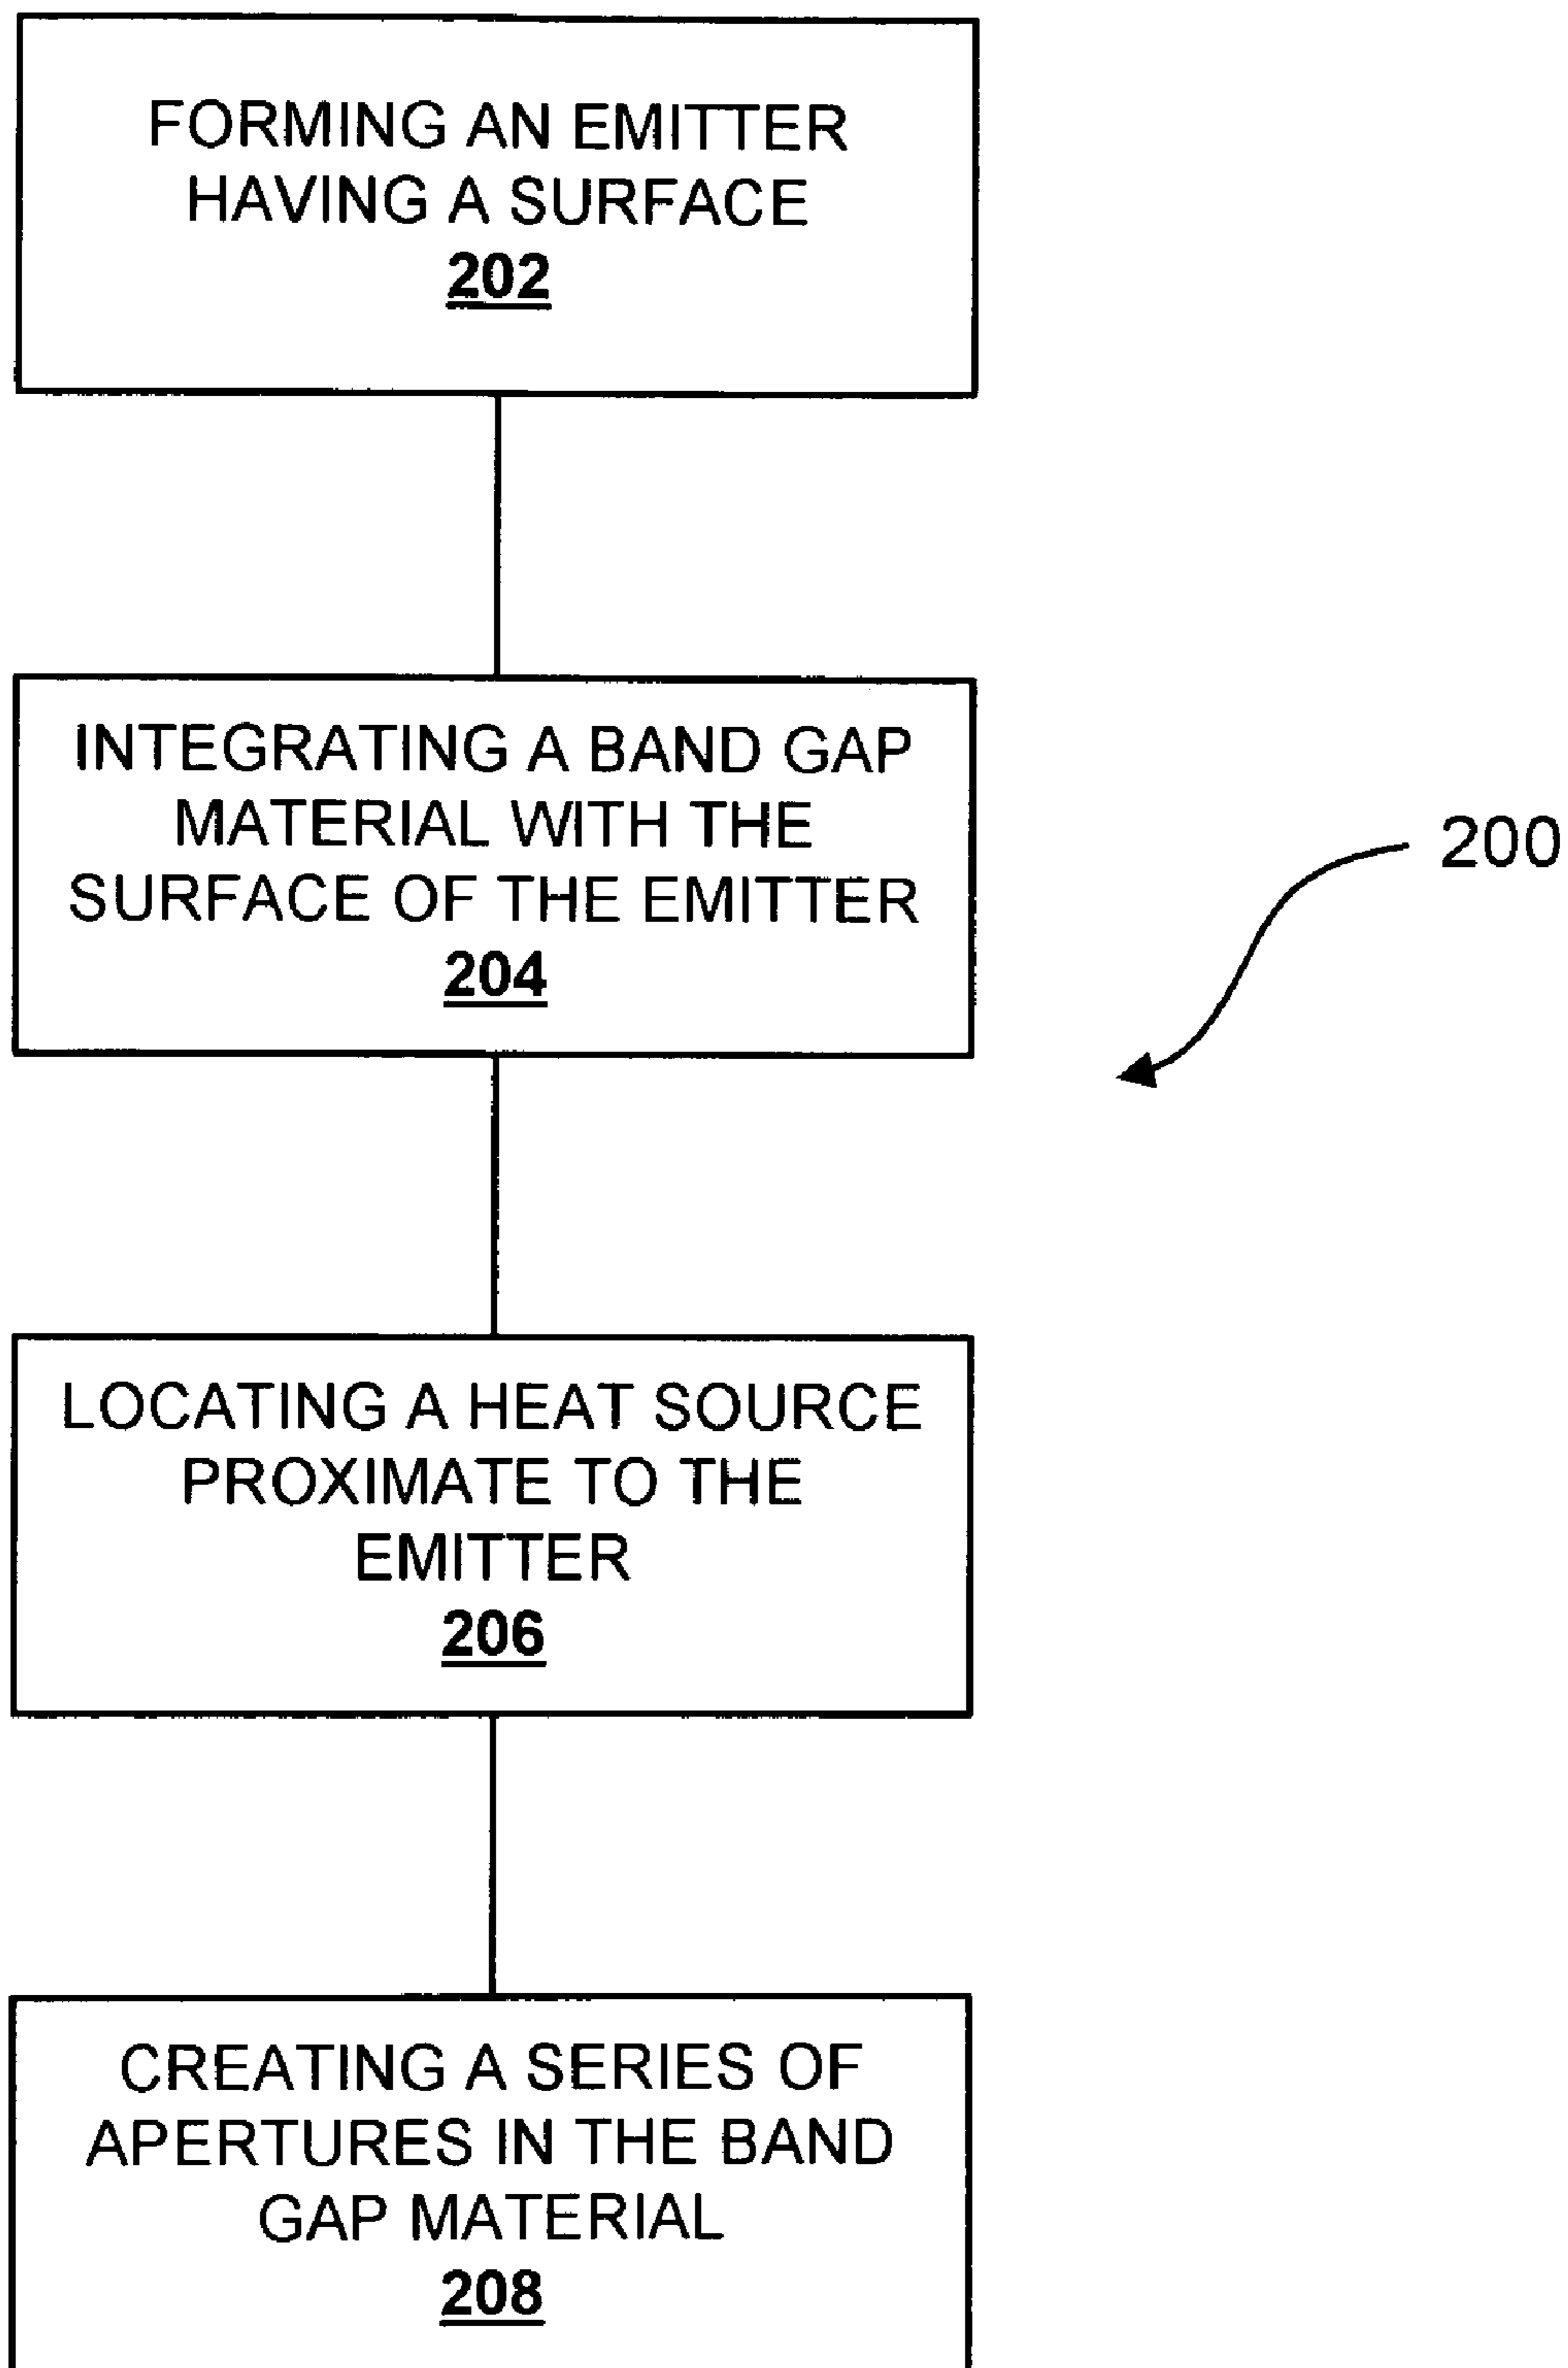 FORMING AN EMITTER
HAVING A SURFACE
202
INTEGRATING A BAND GAP
MATERIAL WITH THE
SURFACE OF THE EMITTER
204
200
LOCATING A HEAT SOURCE
PROXIMATE TO THE
EMITTER
206
CREATING A SERIES OF
APERTURES IN THE BAND
GAP MATERIAL
208